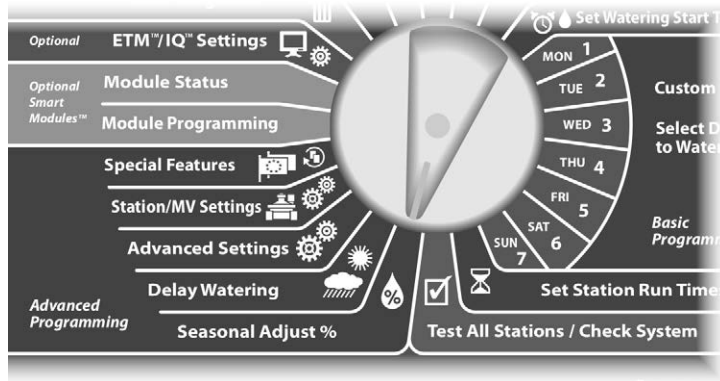 Optional
ETM™/IQ™ Settings
Optional
Smart
Modules™
Module Status
Module Programming
Special Features
Station/MV Settings
Advanced Settings
Delay Watering
Advanced
Programming
Seasonal Adjust %
%
Test All Stations / Check System
Set Station Run Time
SUN 7
SAT 6
FRI 5
THU 4
WED 3
TUE 2
MON 1
Set Watering Start
Custom
Select
to Water
Basic